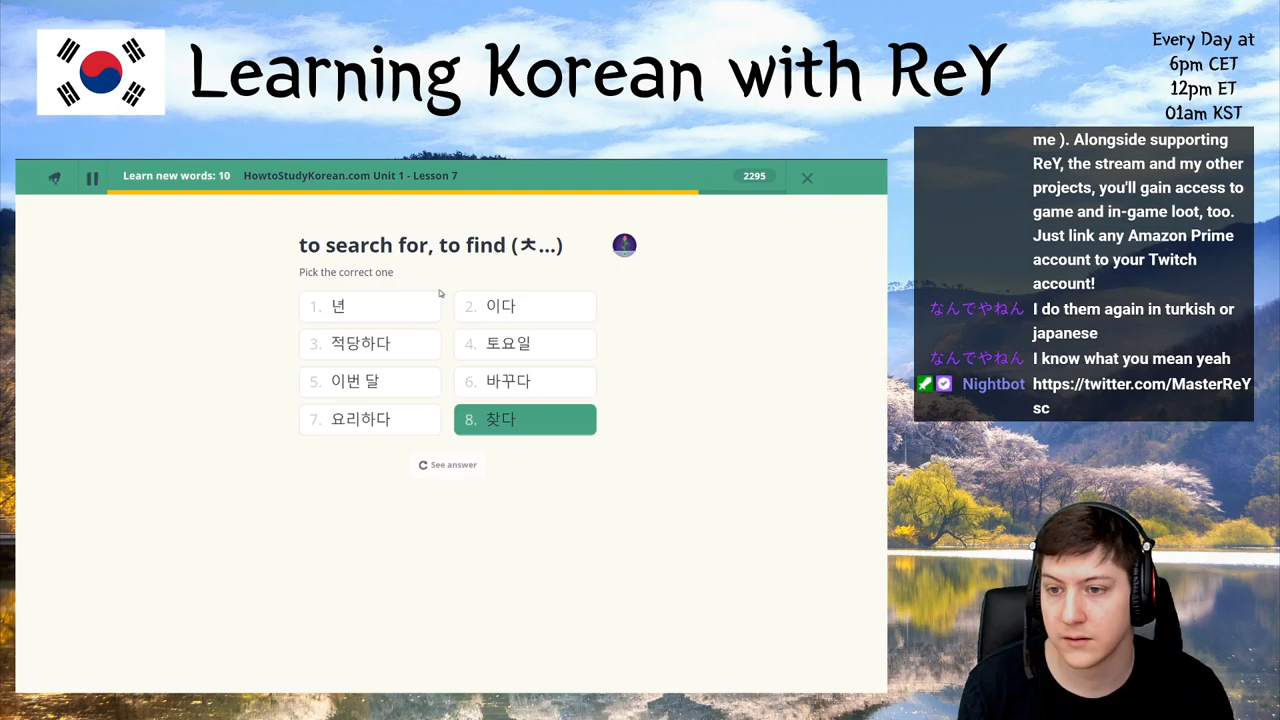 Learning Korean with ReY
Every Day at
6pm CET
12pm ET
01am KST
Learn new words: 10 HowtoStudyKorean.com Unit 1 - Lesson 7 2295
to search for, to find (ㅊ...)
Pick the correct one
1. 년
2. 이다
3. 적당하다
4. 토요일
5. 이번 달
6. 바꾸다
7. 요리하다
8. 찾다
See answer
me ). Alongside supporting
ReY, the stream and my other
projects, you'll gain access to
game and in-game loot, too.
Just link any Amazon Prime
account to your Twitch
account!
なんでやねん I do them again in turkish or
japanese
なんでやねん I know what you mean yeah
Nightbot https://twitter.com/MasterReY
sc